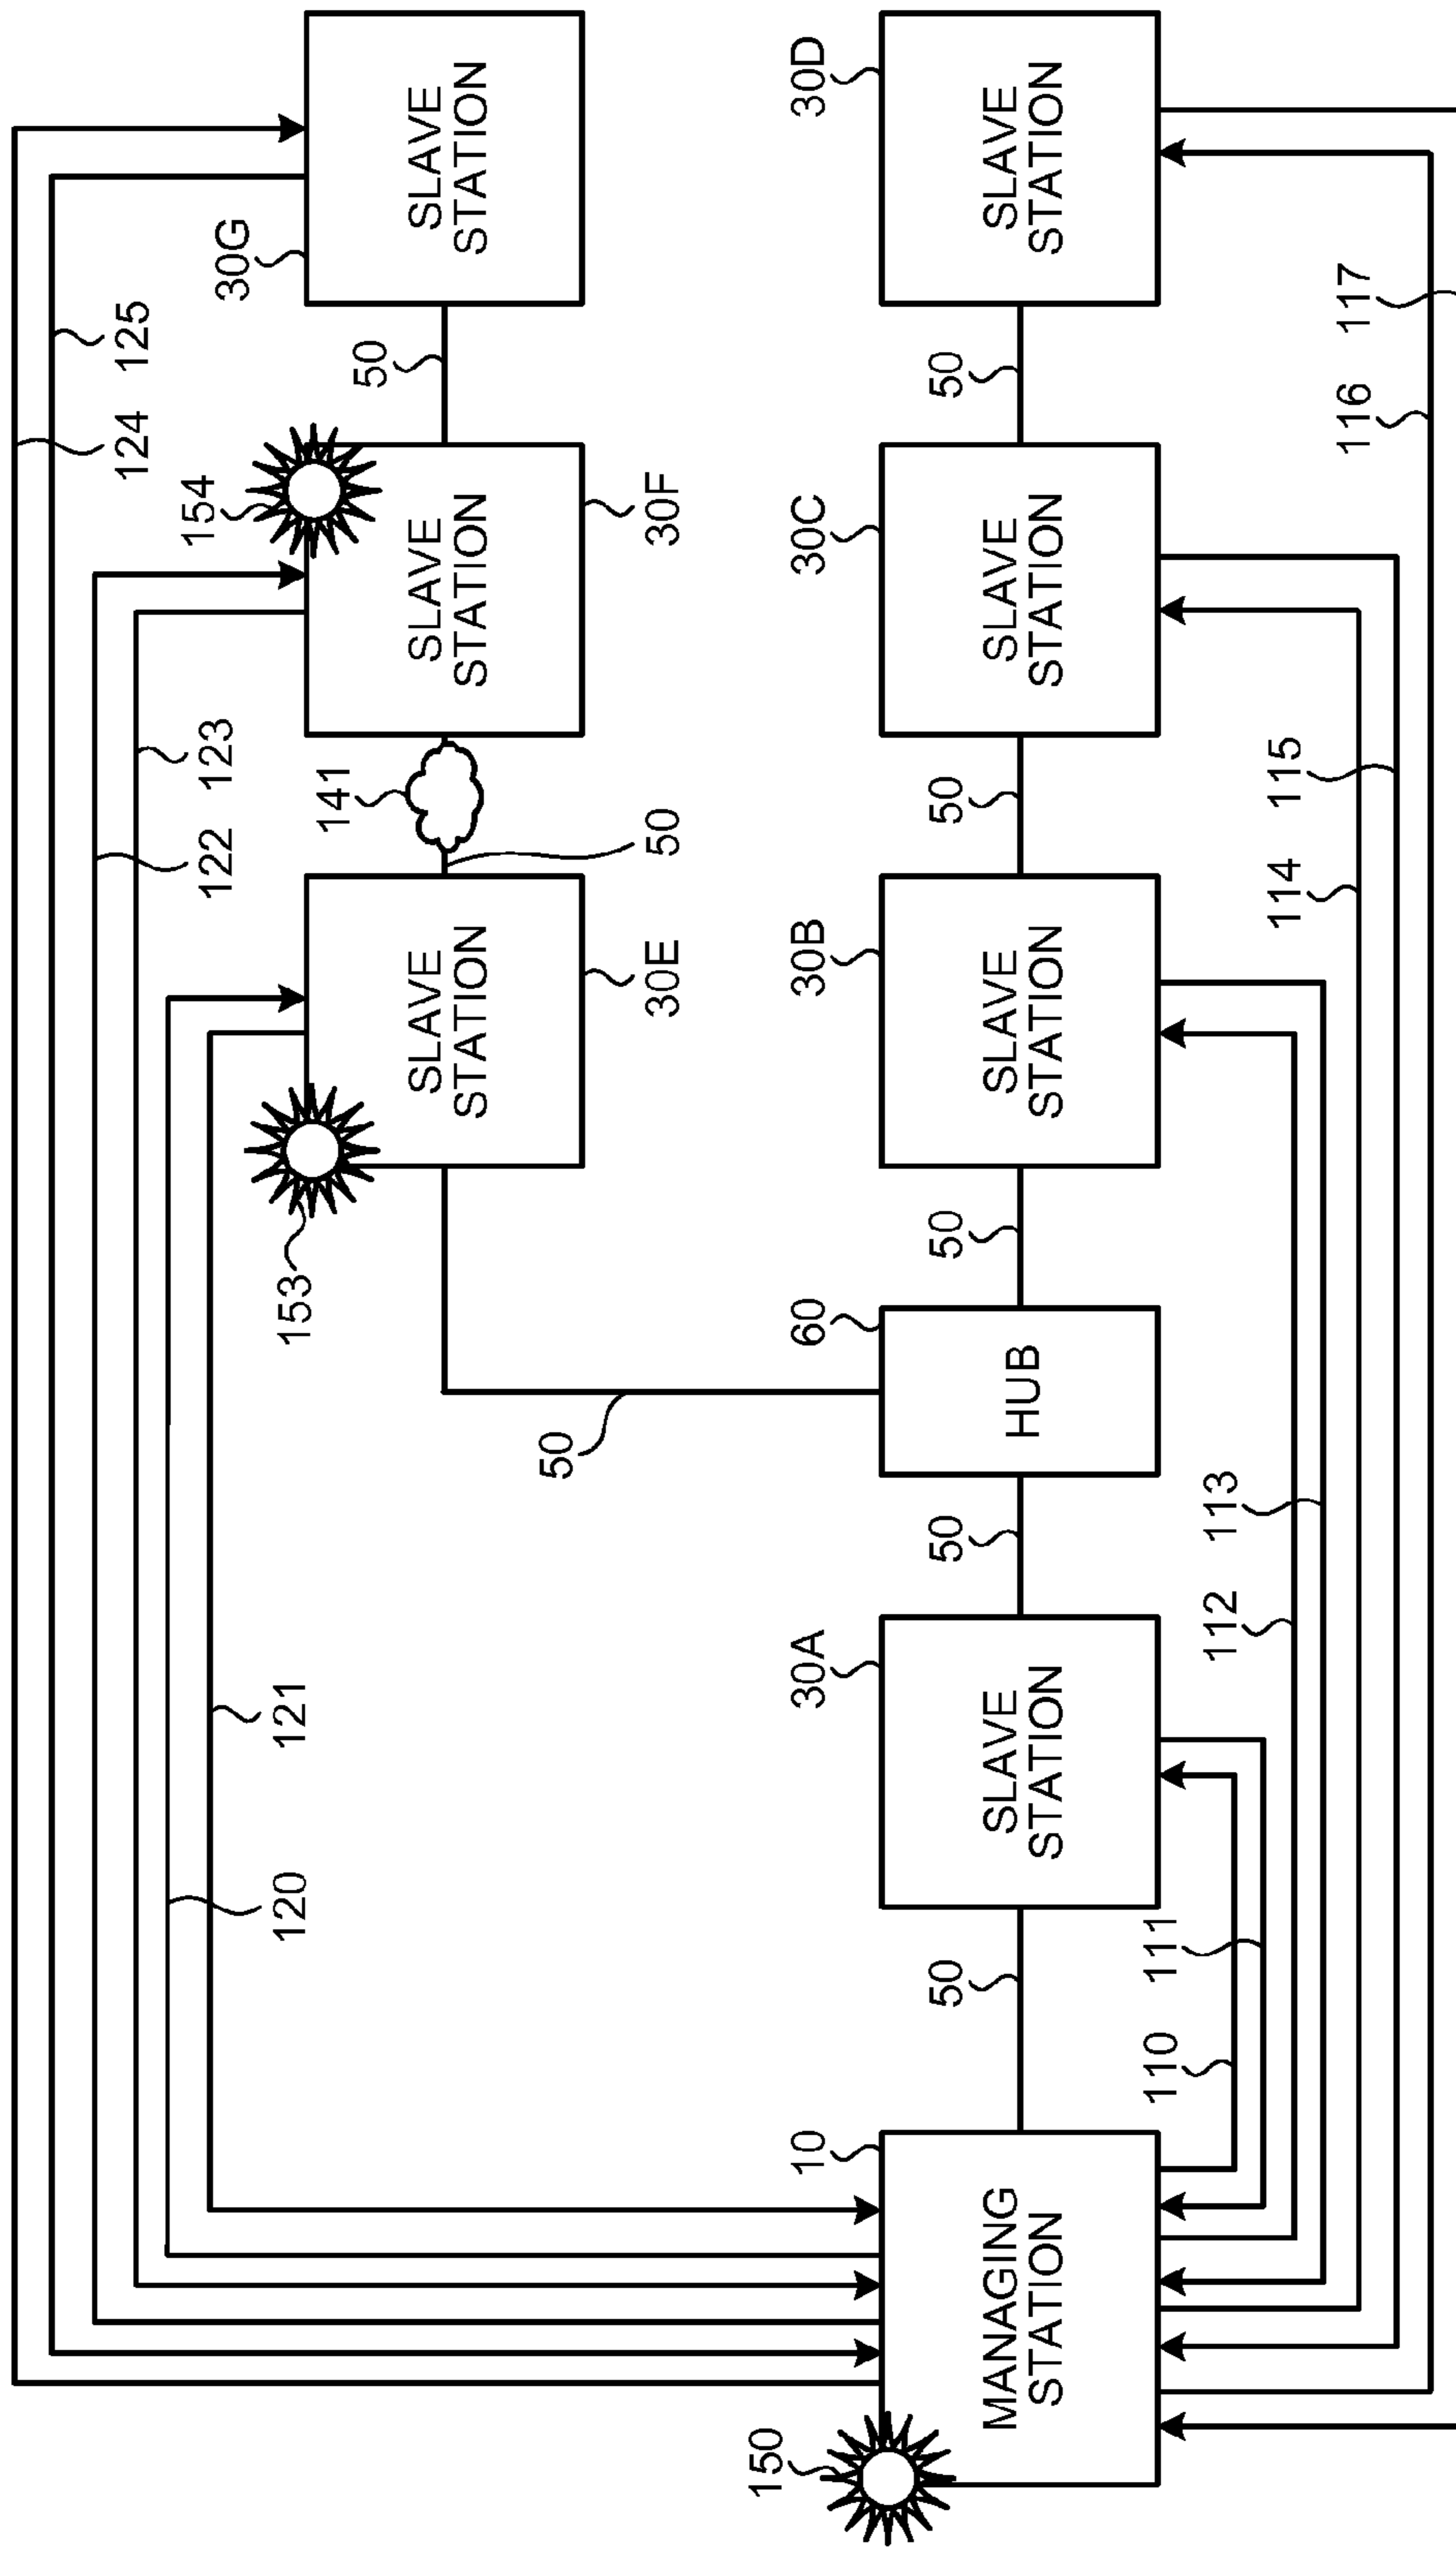 124
125
122
123
120
121
153
154
141
30G
SLAVE
STATION
50
SLAVE
STATION
30F
50
SLAVE
STATION
30E
50
150
10
MANAGING
STATION
50
30A
SLAVE
STATION
50
60
HUB
50
30B
SLAVE
STATION
50
30C
SLAVE
STATION
50
30D
SLAVE
STATION
110
111
112
113
114
115
116
117